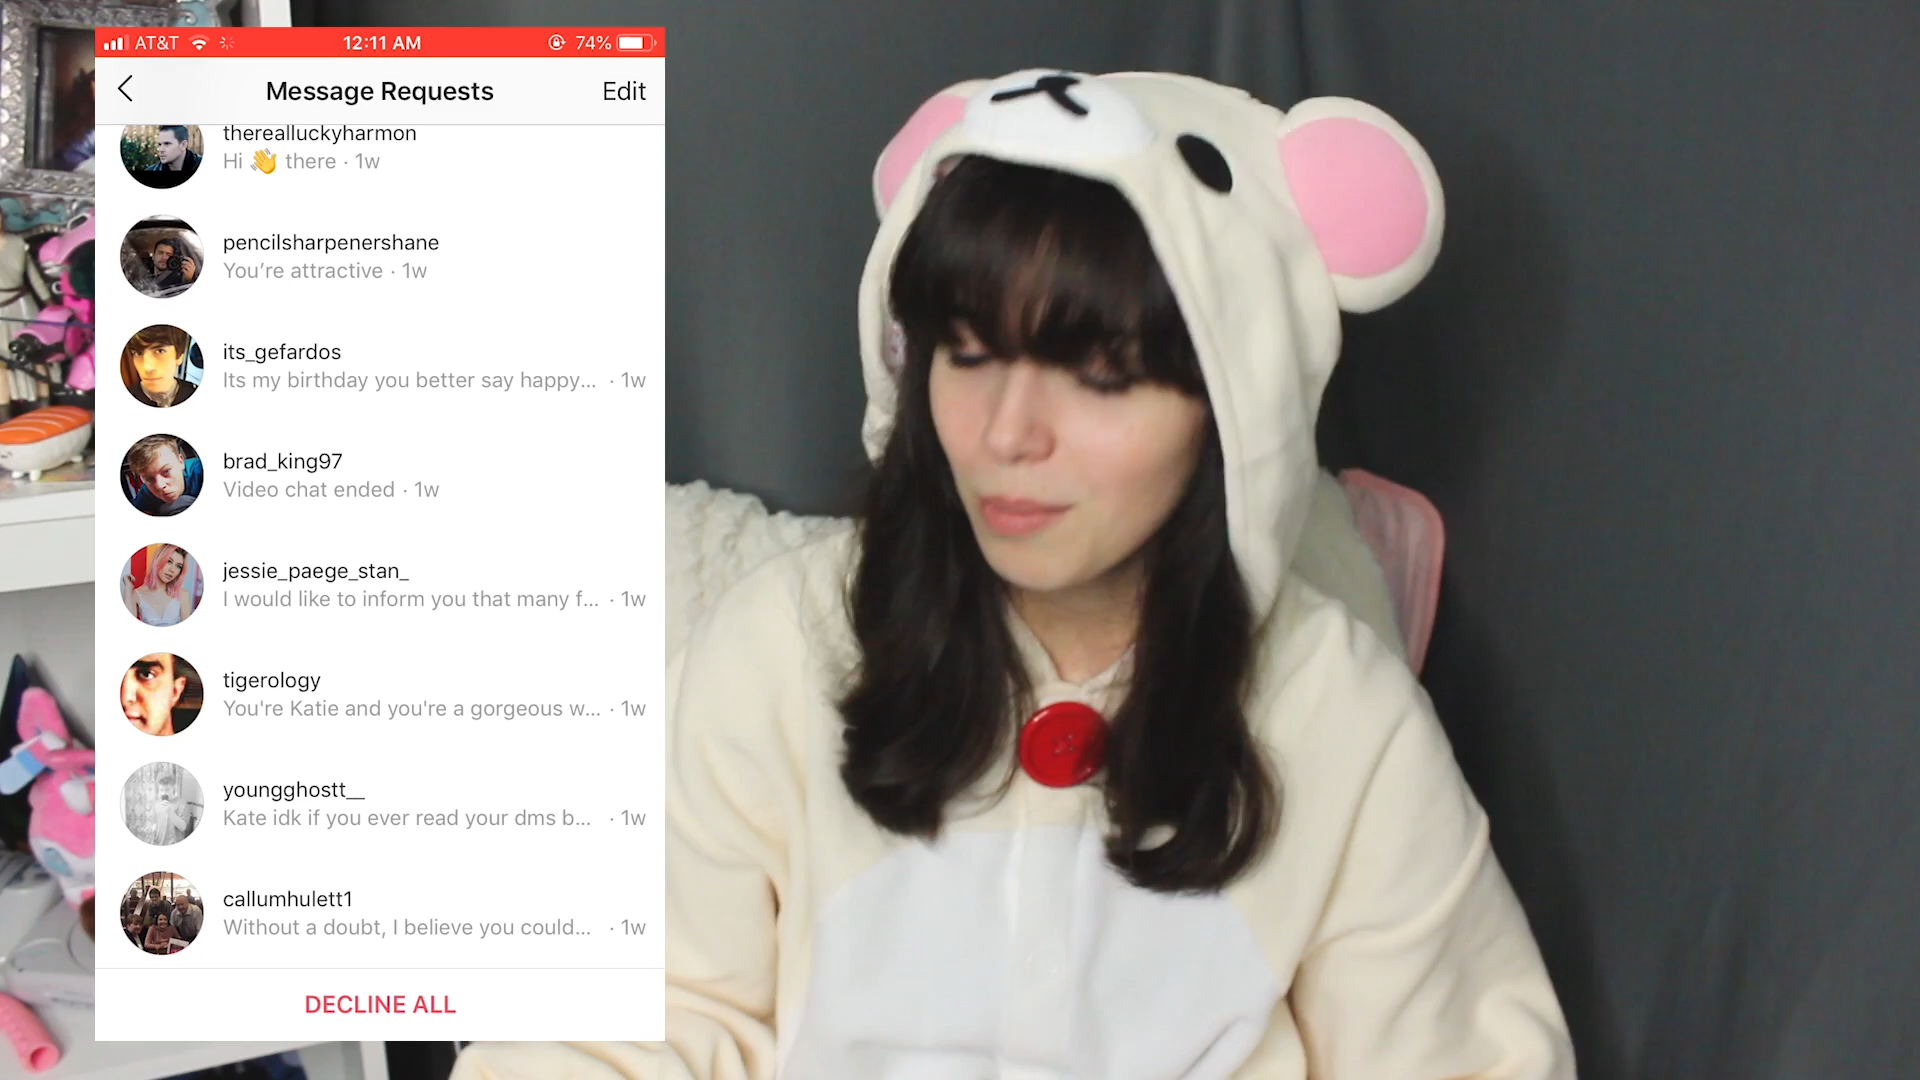 AT&T 12:11 AM 74%
Message Requests Edit
thereallluckyharmon
Hi 👋 there · 1w
pencilsharpenershane
You’re attractive · 1w
its_gefardos
Its my birthday you better say happy... · 1w
brad_king97
Video chat ended · 1w
jessie_paege_stan_
I would like to inform you that many f... · 1w
tigerology
You're Katie and you're a gorgeous w... · 1w
youngghostt__
Kate idk if you ever read your dms b... · 1w
callumhulett1
Without a doubt, I believe you could... · 1w
DECLINE ALL